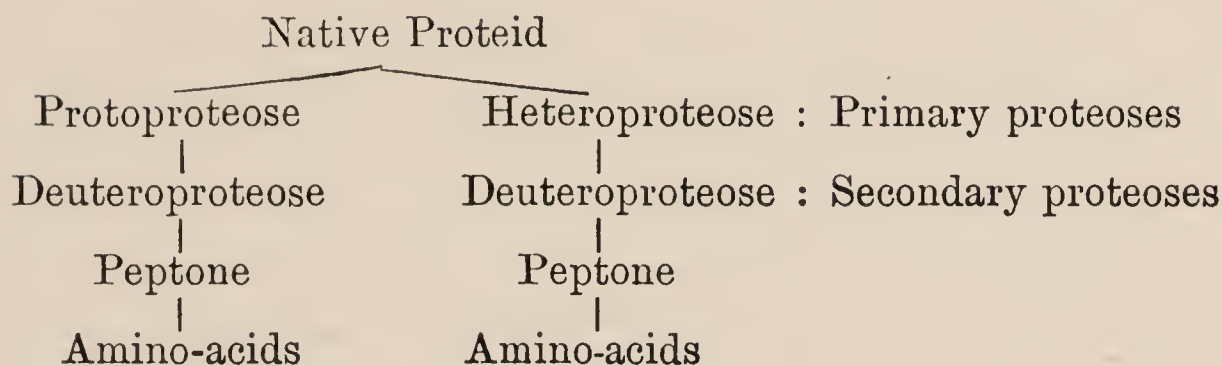 Native Proteid
Protoproteose Heteroproteose : Primary proteoses
Deuteroproteose Deuteroproteose : Secondary proteoses
Peptone Peptone
Amino-acids Amino-acids